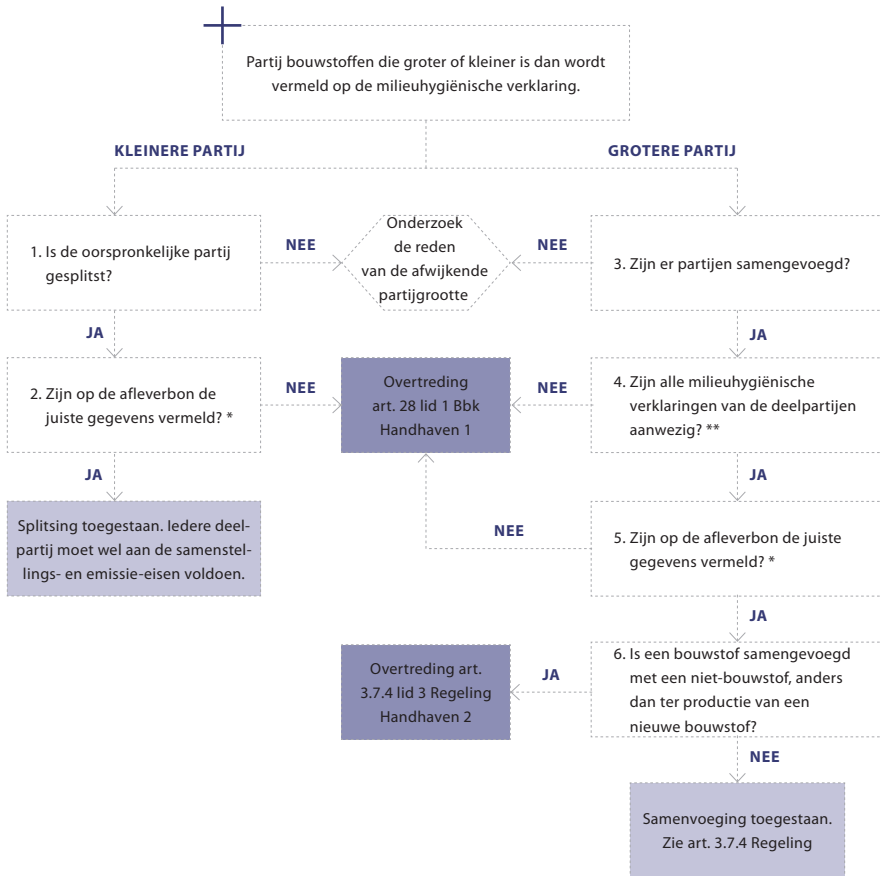 Partij bouwstoffen die groter of kleiner is dan wordt
vermeld op de milieuhygiënische verklaring.
KLEINERE PARTIJ
GROTERE PARTIJ
1. Is de oorspronkelijke partij
gesplitst?
NEE
Onderzoek
de reden
van de afwijkende
partijgrootte
NEE
3. Zijn er partijen samengevoegd?
JA
JA
2. Zijn op de afleverbon de
juiste gegevens vermeld? *
NEE
Overtreding
art. 28 lid 1 Bbk
Handhaven 1
NEE
4. Zijn alle milieuhygiënische
verklaringen van de deelpartijen
aanwezig? **
JA
JA
Splitsing toegestaan. Iedere deel-
partij moet wel aan de samenstel-
lings- en emissie-eisen voldoen.
NEE
5. Zijn op de afleverbon de juiste
gegevens vermeld? *
JA
Overtreding art.
3.7.4 lid 3 Regeling
Handhaven 2
JA
6. Is een bouwstof samengevoegd
met een niet-bouwstof, anders
dan ter productie van een
nieuwe bouwstof?
NEE
Samenvoeging toegestaan.
Zie art. 3.7.4 Regeling